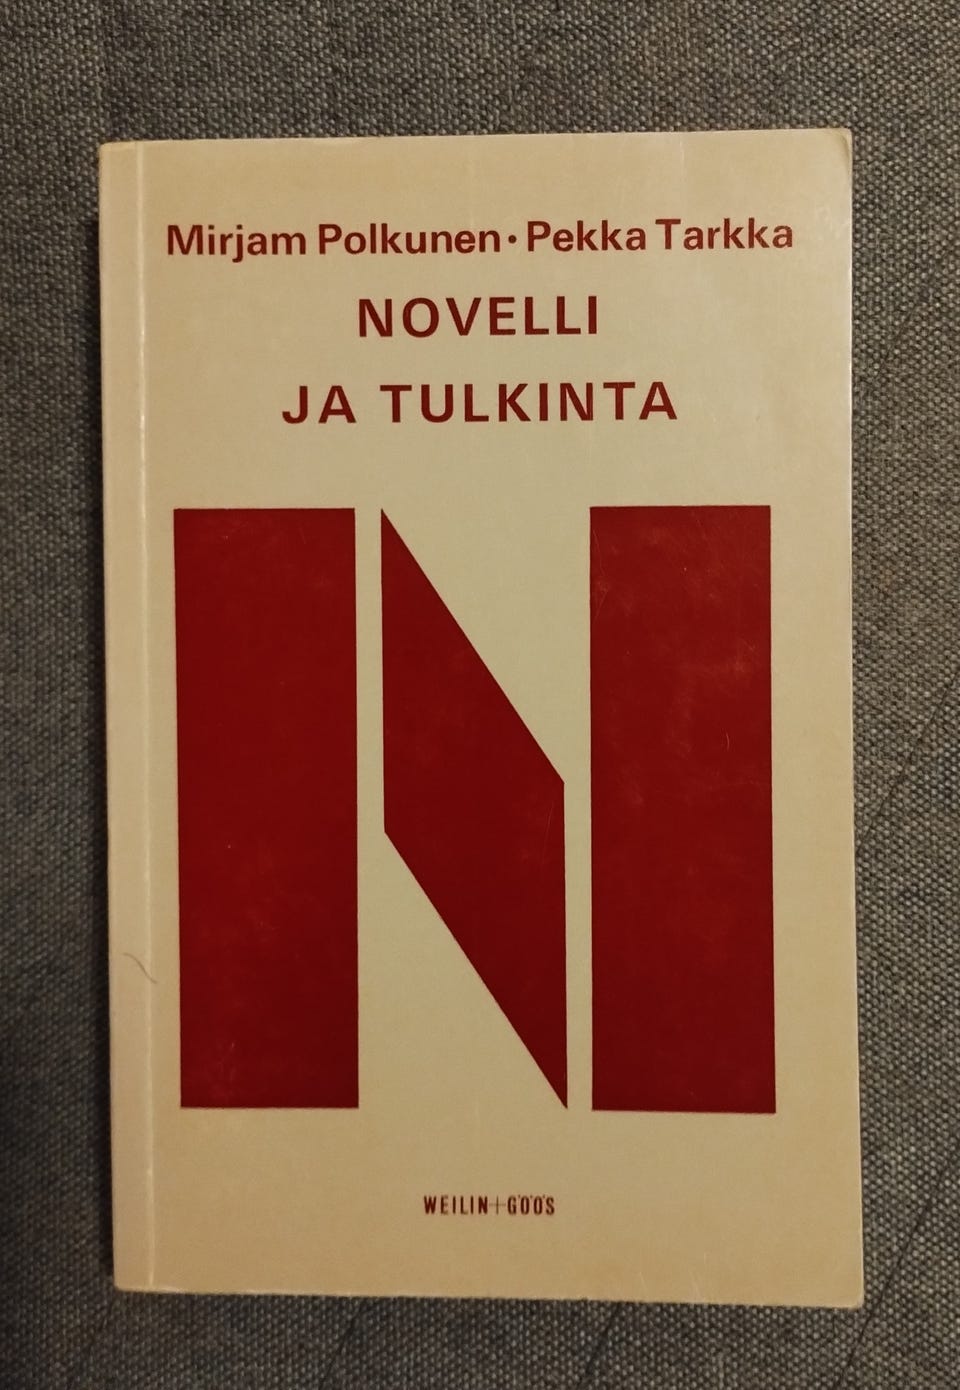 Mirjam Polkunen • Pekka Tarkka
NOVELLI
JA TULKINTA
N
WEILIN+GÖÖS